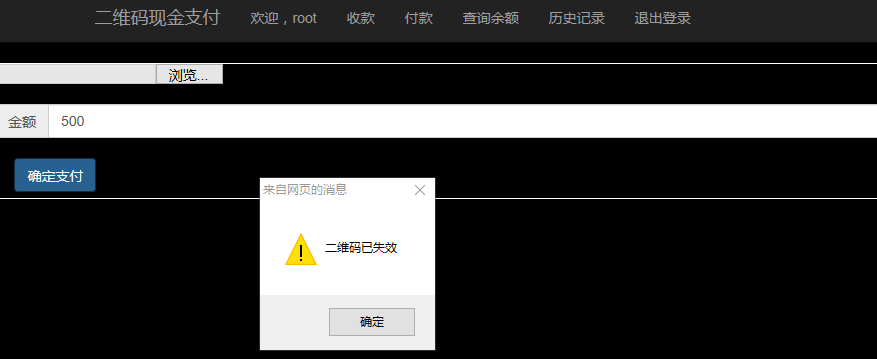 二维码现金支付 欢迎，root 收款 付款 查询余额 历史记录 退出登录
浏览...
金额 500
确定支付
来自网页的消息
二维码已失效
确定